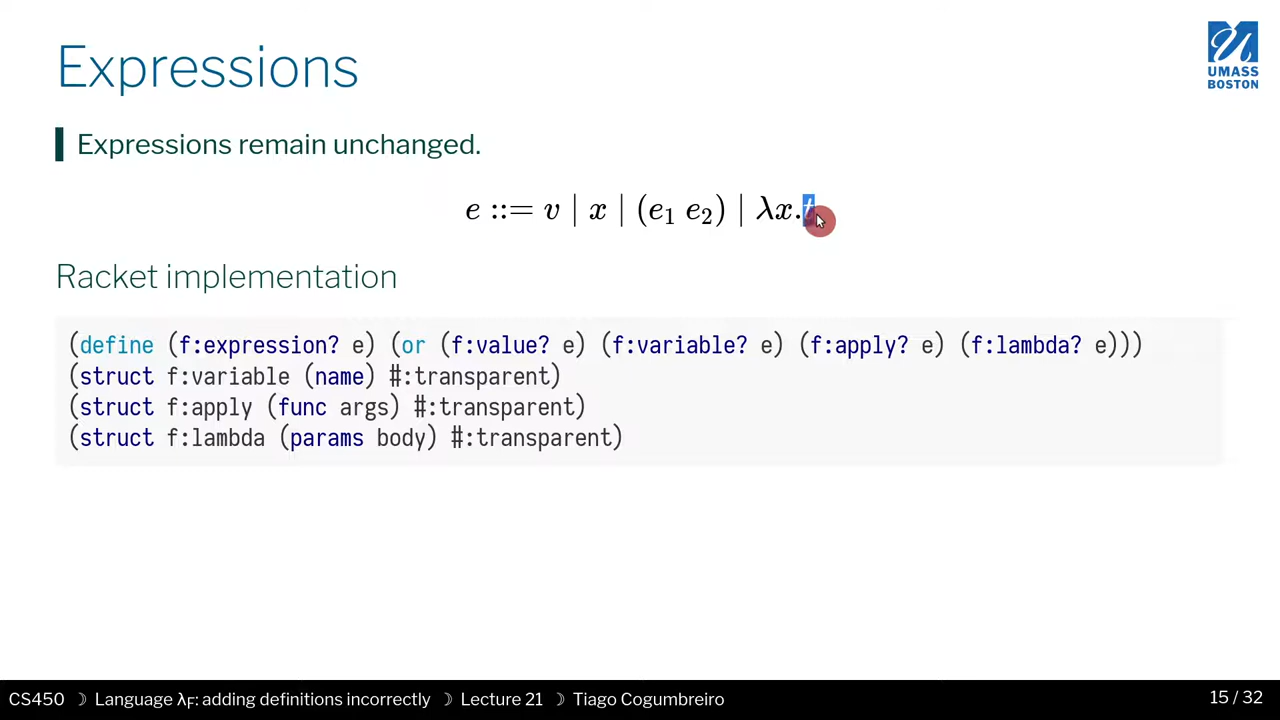 Expressions
UMASS
BOSTON
Expressions remain unchanged.
e ::= v | x | (e₁ e₂) | λx.t
Racket implementation
(define (f:expression? e) (or (f:value? e) (f:variable? e) (f:apply? e) (f:lambda? e)))
(struct f:variable (name) #:transparent)
(struct f:apply (func args) #:transparent)
(struct f:lambda (params body) #:transparent)
CS450 ☽ Language λF: adding definitions incorrectly ☽ Lecture 21 ☽ Tiago Cogumbreiro
15 / 32